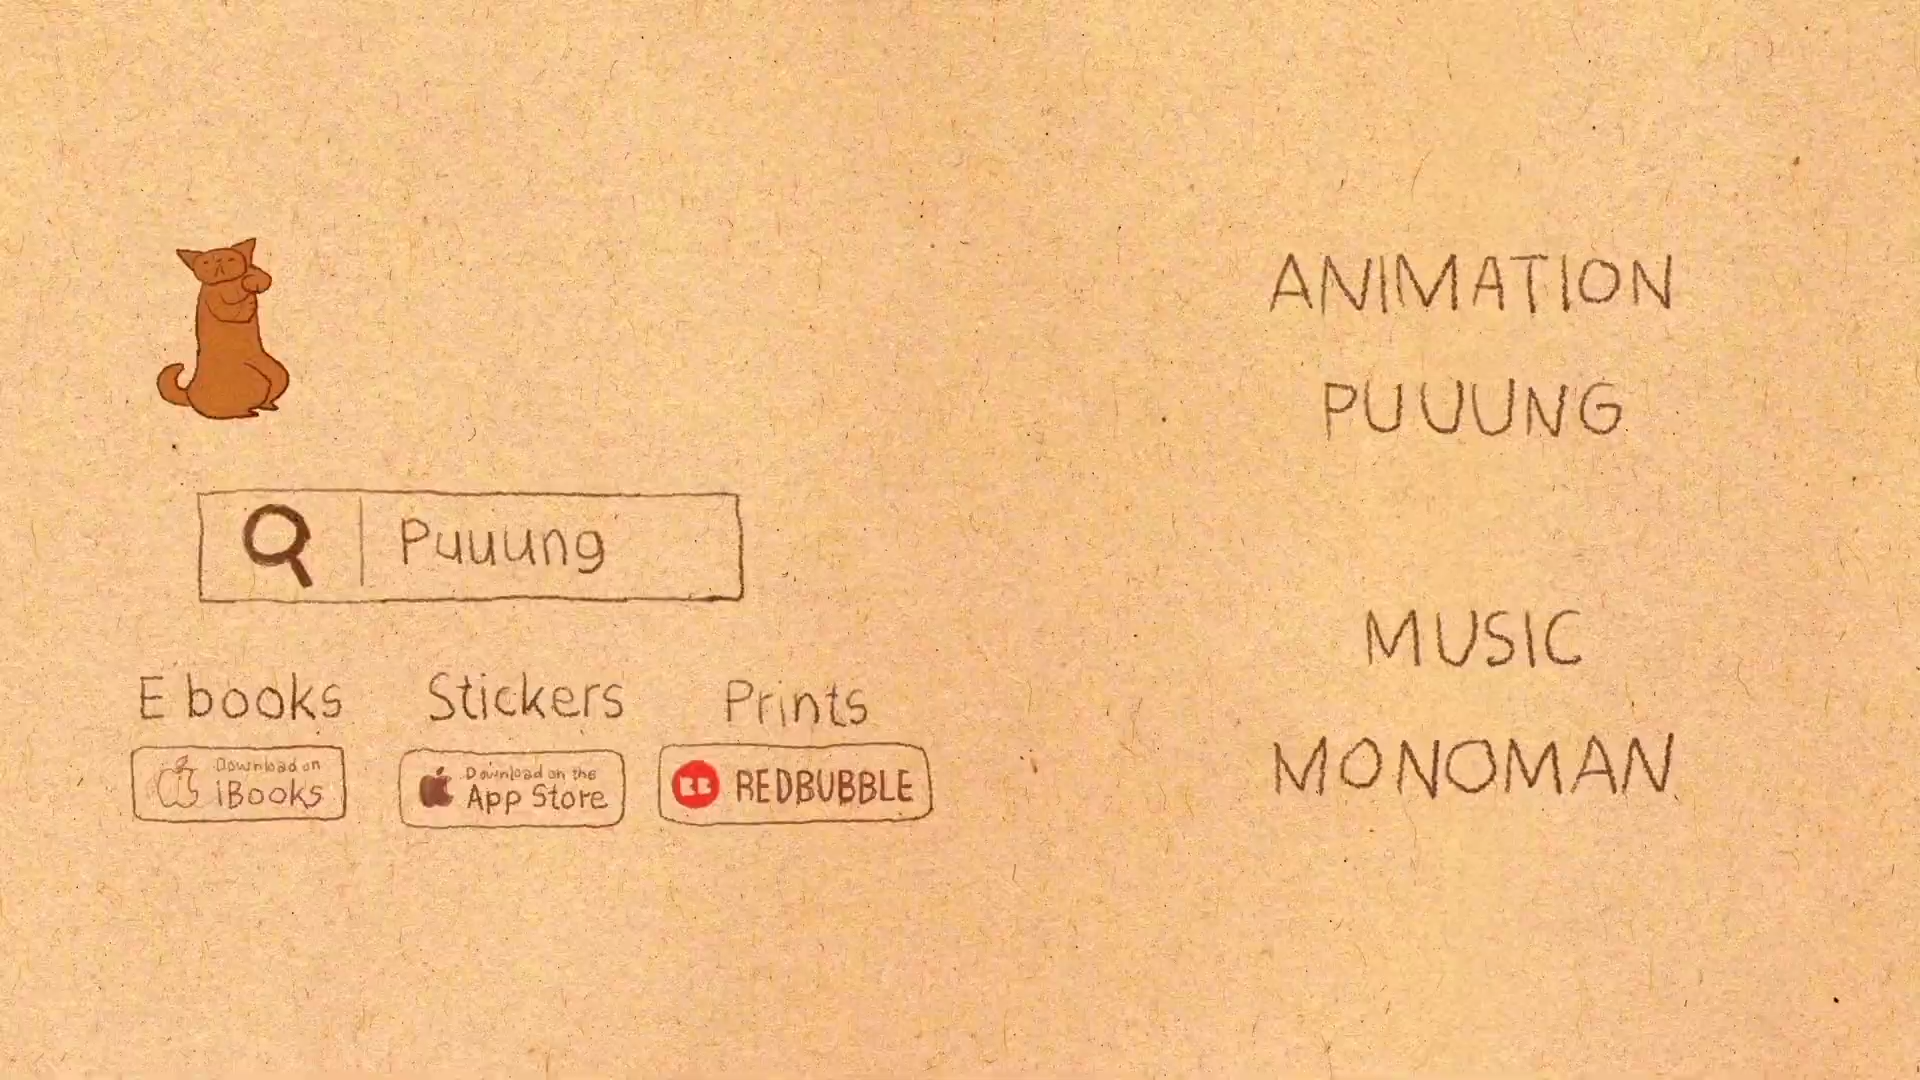 Puuung
E books
Stickers
Prints
Download on
iBooks
Download on the
App Store
REDBUBBLE
ANIMATION
PUUUNG
MUSIC
MONOMAN